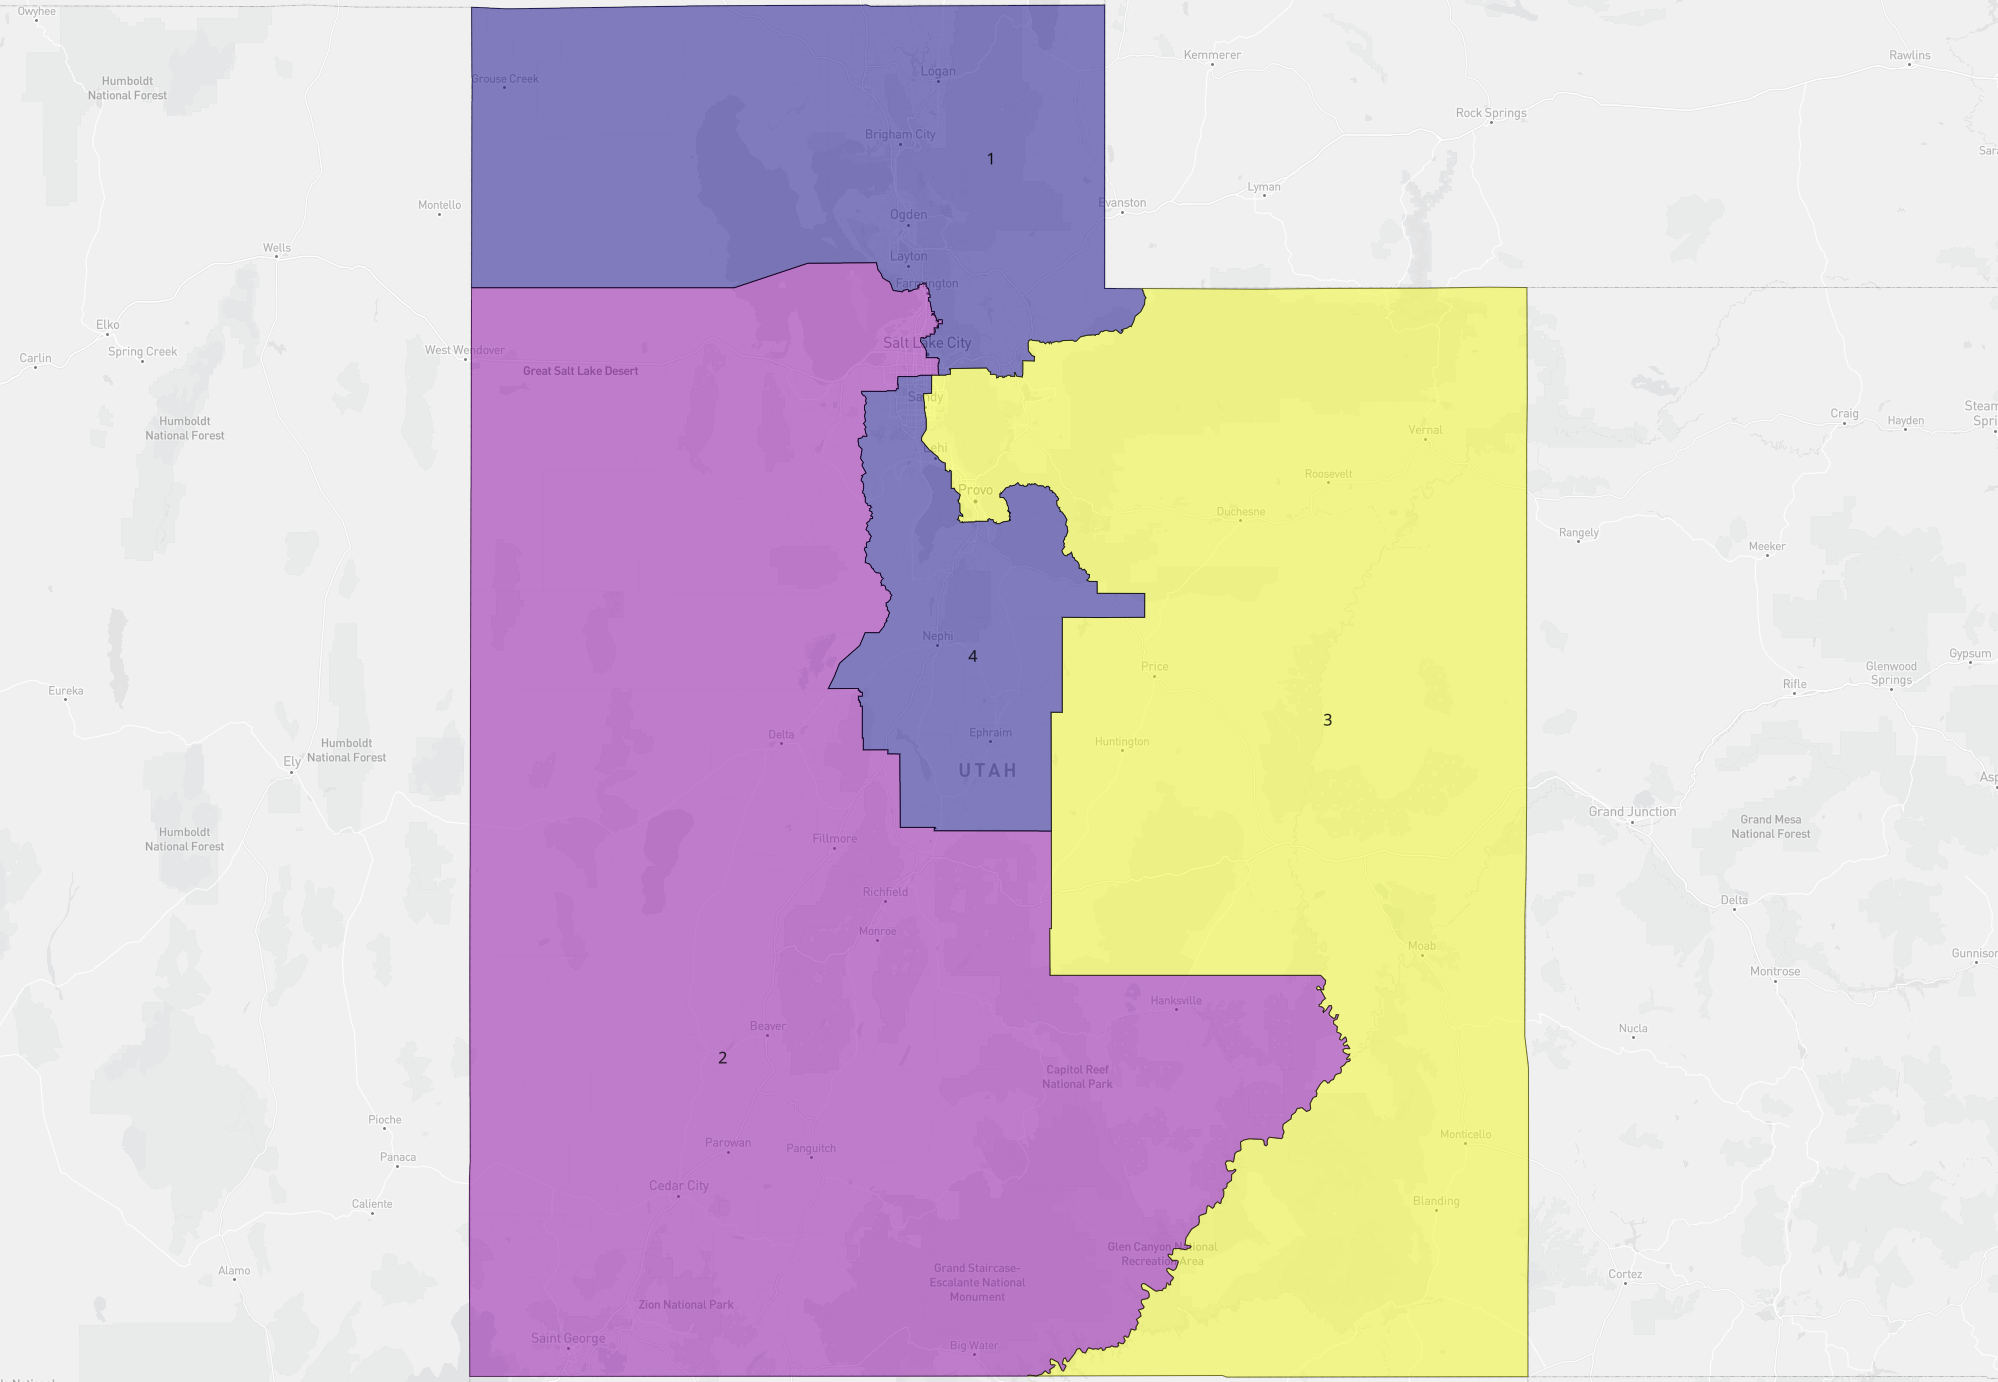 Owyhee
Kemmerer
Rawlins
Humboldt
National Forest
Grouse Creek
Logan
Rock Springs
Brigham City
1
Montello
Ogden
Evanston
Lyman
Wells
Layton
Farmington
Elko
Carlin
Spring Creek
West Wendover
Salt Lake City
Great Salt Lake Desert
Sandy
Humboldt
National Forest
Lehi
Vernal
Craig
Hayden
Steam
Spri
Provo
Roosevelt
Duchesne
Rangely
Meeker
Nephi
4
Price
Glenwood
Springs
Gypsum
Rifle
Eureka
3
Delta
Ephraim
Huntington
Humboldt
National Forest
Ely
UTAH
Asp
Grand Junction
Grand Mesa
National Forest
Humboldt
National Forest
Fillmore
Richfield
Delta
Monroe
Moab
Gunnison
Montrose
Hanksville
Beaver
Nucla
2
Capitol Reef
National Park
Pioche
Parowan
Panguitch
Monticello
Panaca
Cedar City
Caliente
Blanding
Glen Canyon National
Recreation Area
Alamo
Grand Staircase-
Escalante National
Monument
Cortez
Zion National Park
Saint George
Big Water